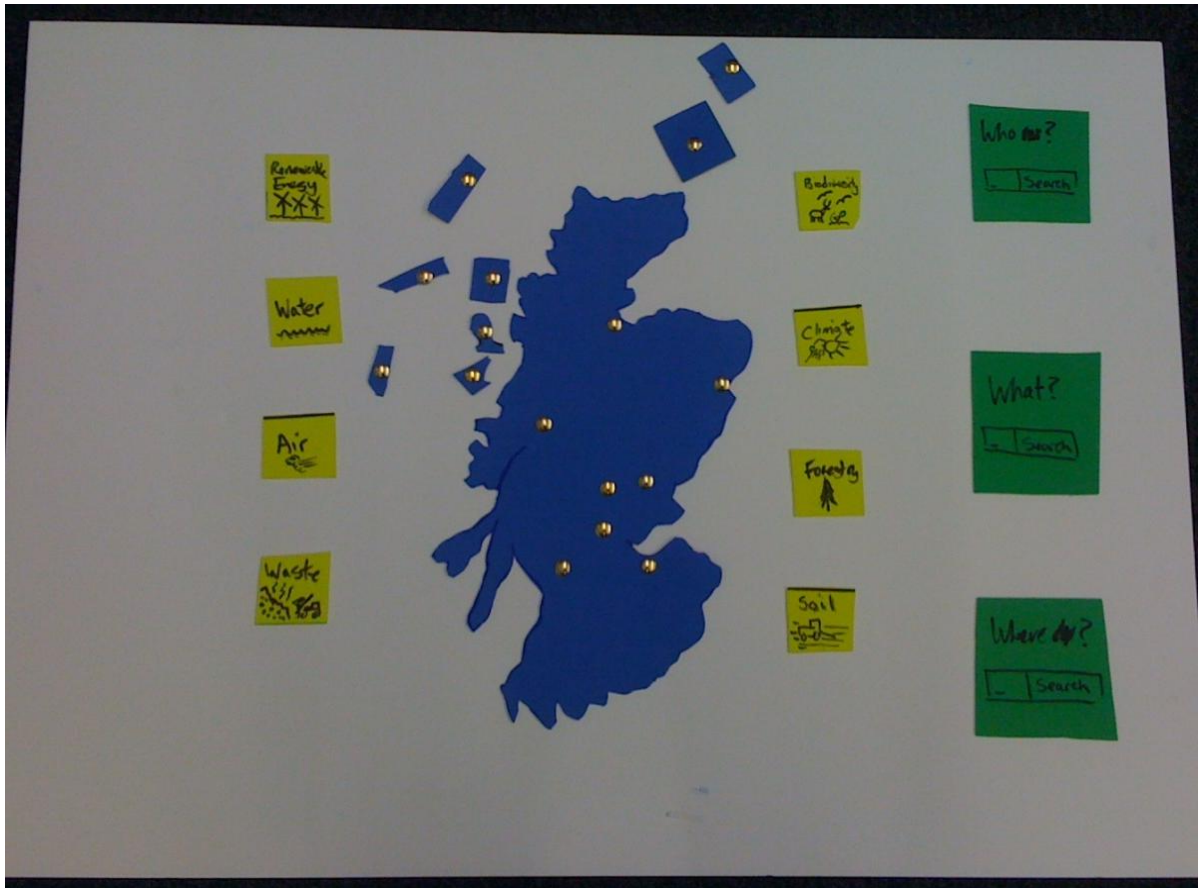 Renewable
Energy
Water
Air
Waste
Biodiversity
Climate
Forestry
Soil
Who ?
Search
What?
Search
Where ?
Search